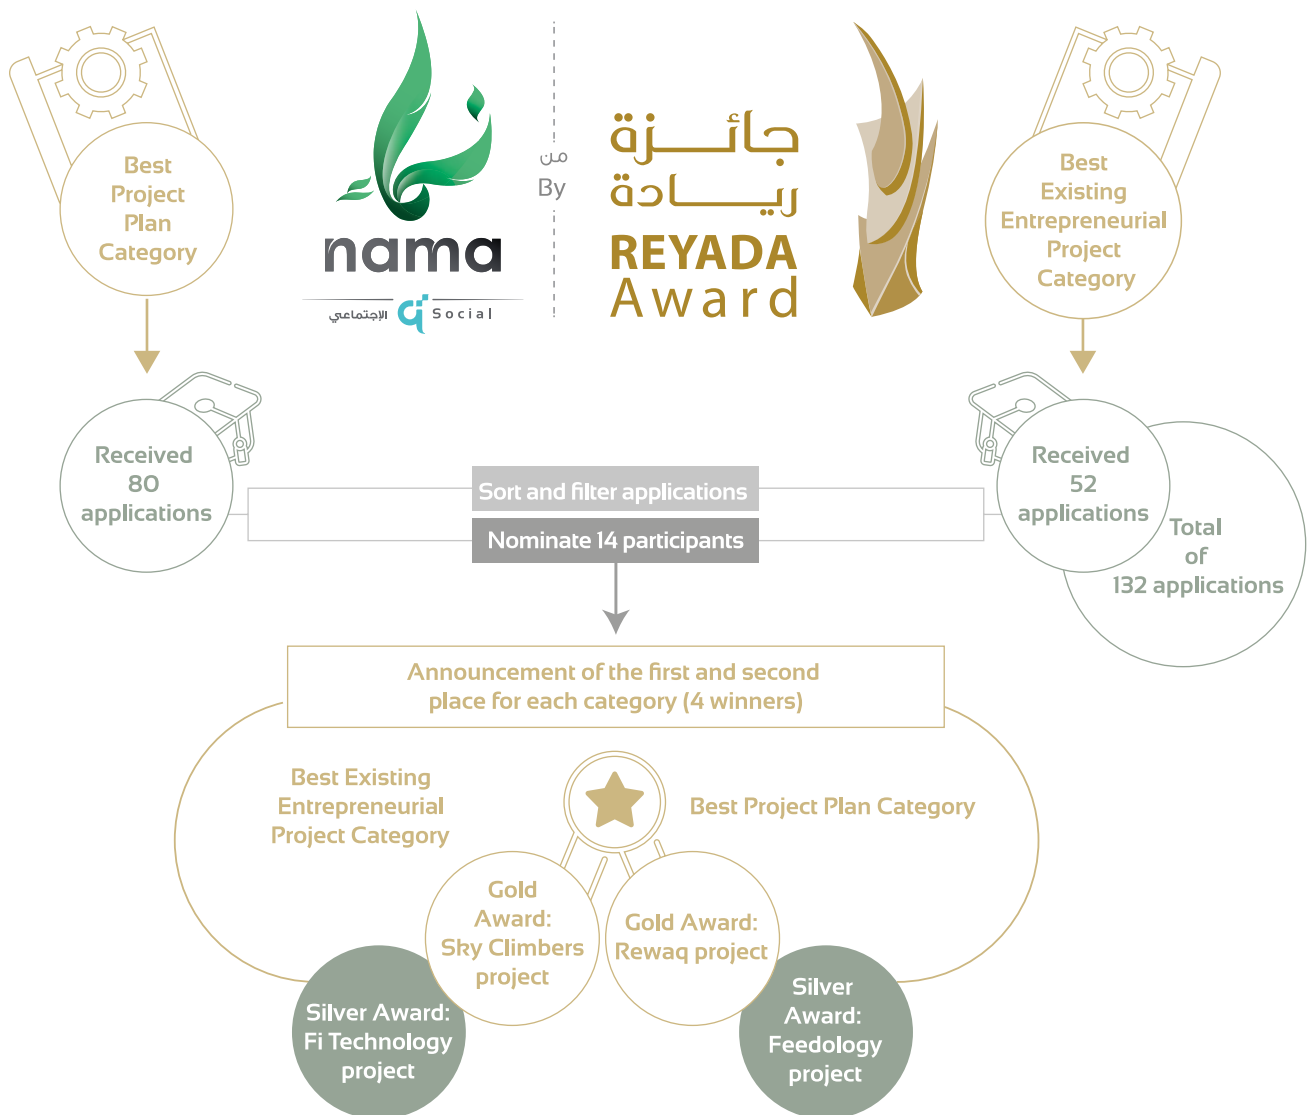 Best
Project
Plan
Category
nama
الإجتماعي
Social
من
By
جائزة
ريادة
REYADA
Award
Best
Existing
Entrepreneurial
Project
Category
Received
80
applications
Received
52
applications
Total
of
132 applications
Sort and filter applications
Nominate 14 participants
Announcement of the first and second
place for each category (4 winners)
Best Existing
Entrepreneurial
Project Category
Best Project Plan Category
Gold
Award:
Sky Climbers
project
Gold Award:
Rewaq project
Silver Award:
Fi Technology
project
Silver
Award:
Feedology
project